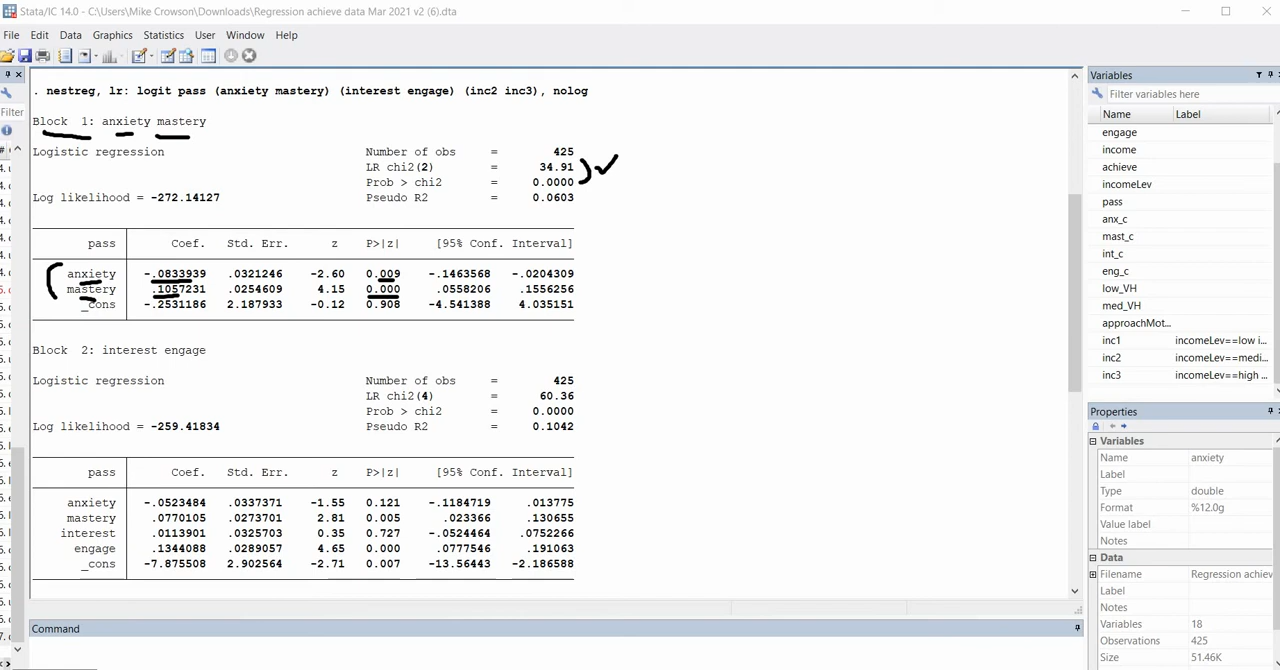 Stata/IC 14.0 - C:\Users\Mike Crowson\Downloads\Regression achieve data Mar 2021 v2 (6).dta
File Edit Data Graphics Statistics User Window Help
. nestreg, lr: logit pass (anxiety mastery) (interest engage) (inc2 inc3), nolog
Block 1: anxiety mastery
Logistic regression Number of obs = 425
LR chi2(2) = 34.91
Prob > chi2 = 0.0000
Log likelihood = -272.14127 Pseudo R2 = 0.0603
pass Coef. Std. Err. z P>|z| [95% Conf. Interval]
anxiety -.0833939 .0321246 -2.60 0.009 -.1463568 -.0204309
mastery .1057231 .0254609 4.15 0.000 .0558206 .1556256
_cons -.2531186 2.187933 -0.12 0.908 -4.541388 4.035151
Block 2: interest engage
Logistic regression Number of obs = 425
LR chi2(4) = 60.36
Prob > chi2 = 0.0000
Log likelihood = -259.41834 Pseudo R2 = 0.1042
pass Coef. Std. Err. z P>|z| [95% Conf. Interval]
anxiety -.0523484 .0337371 -1.55 0.121 -.1184719 .013775
mastery .0770105 .0273701 2.81 0.005 .023366 .130655
interest .0113901 .0325703 0.35 0.727 -.0524464 .0752266
engage .1344088 .0289057 4.65 0.000 .0777546 .191063
_cons -7.875508 2.902564 -2.71 0.007 -13.56443 -2.186588
Command
Filter
Variables
Filter variables here
Name Label
engage
income
achieve
incomeLev
pass
anx_c
mast_c
int_c
eng_c
low_VH
med_VH
approachMot...
inc1 incomeLev==low i...
inc2 incomeLev==medi...
inc3 incomeLev==high ...
Properties
Variables
Name anxiety
Label
Type double
Format %12.0g
Value label
Notes
Data
Filename Regression achiev
Label
Notes
Variables 18
Observations 425
Size 51.46K